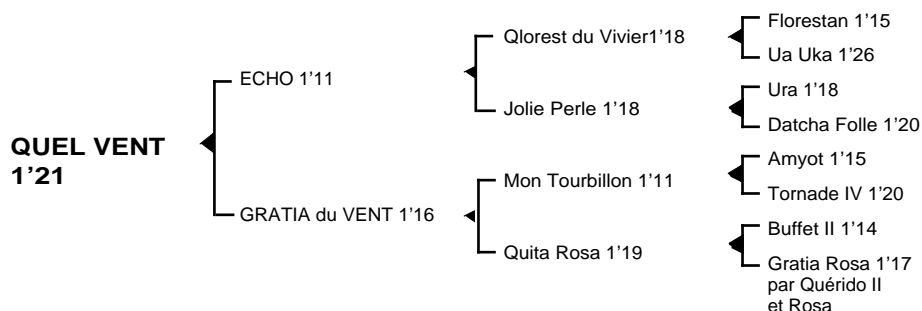 QUEL VENT
1’21
ECHO 1’11
GRATIA du VENT 1’16
Qlorest du Vivier1’18
Jolie Perle 1’18
Mon Tourbillon 1’11
Quita Rosa 1’19
Florestan 1’15
Ua Uka 1’26
Ura 1’18
Datcha Folle 1’20
Amyot 1’15
Tornade IV 1’20
Buffet II 1’14
Gratia Rosa 1’17
par Quérido II
et Rosa